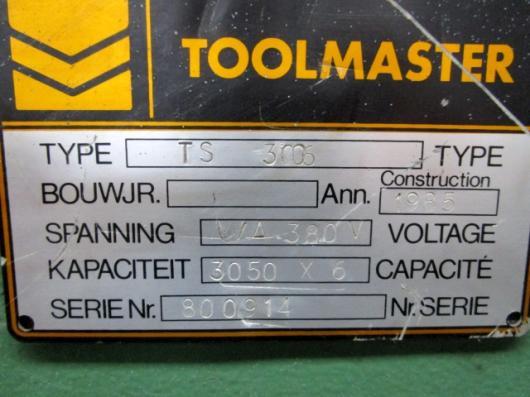 TOOLMASTER
TYPE TS 3106 TYPE
BOUWJR. Ann. Construction 1985
SPANNING 380 V VOLTAGE
KAPACITEIT 3050 X 6 CAPACITÉ
SERIE Nr. 800914 Nr. SERIE